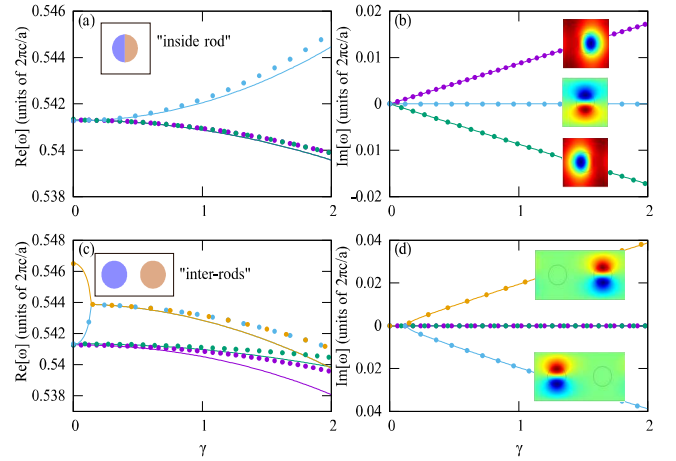 (a)
"inside rod"
Re[ω] (units of 2πc/a)
0.548
0.546
0.544
0.542
0.54
0.538
0
1
2
(b)
Im[ω] (units of 2πc/a)
0.02
0.01
0
-0.01
-0.02
0
1
2
(c)
"inter-rods"
Re[ω] (units of 2πc/a)
0.548
0.546
0.544
0.542
0.54
0.538
0
1
2
γ
(d)
Im[ω] (units of 2πc/a)
0.04
0.02
0
0.02
0.04
0
1
2
γ